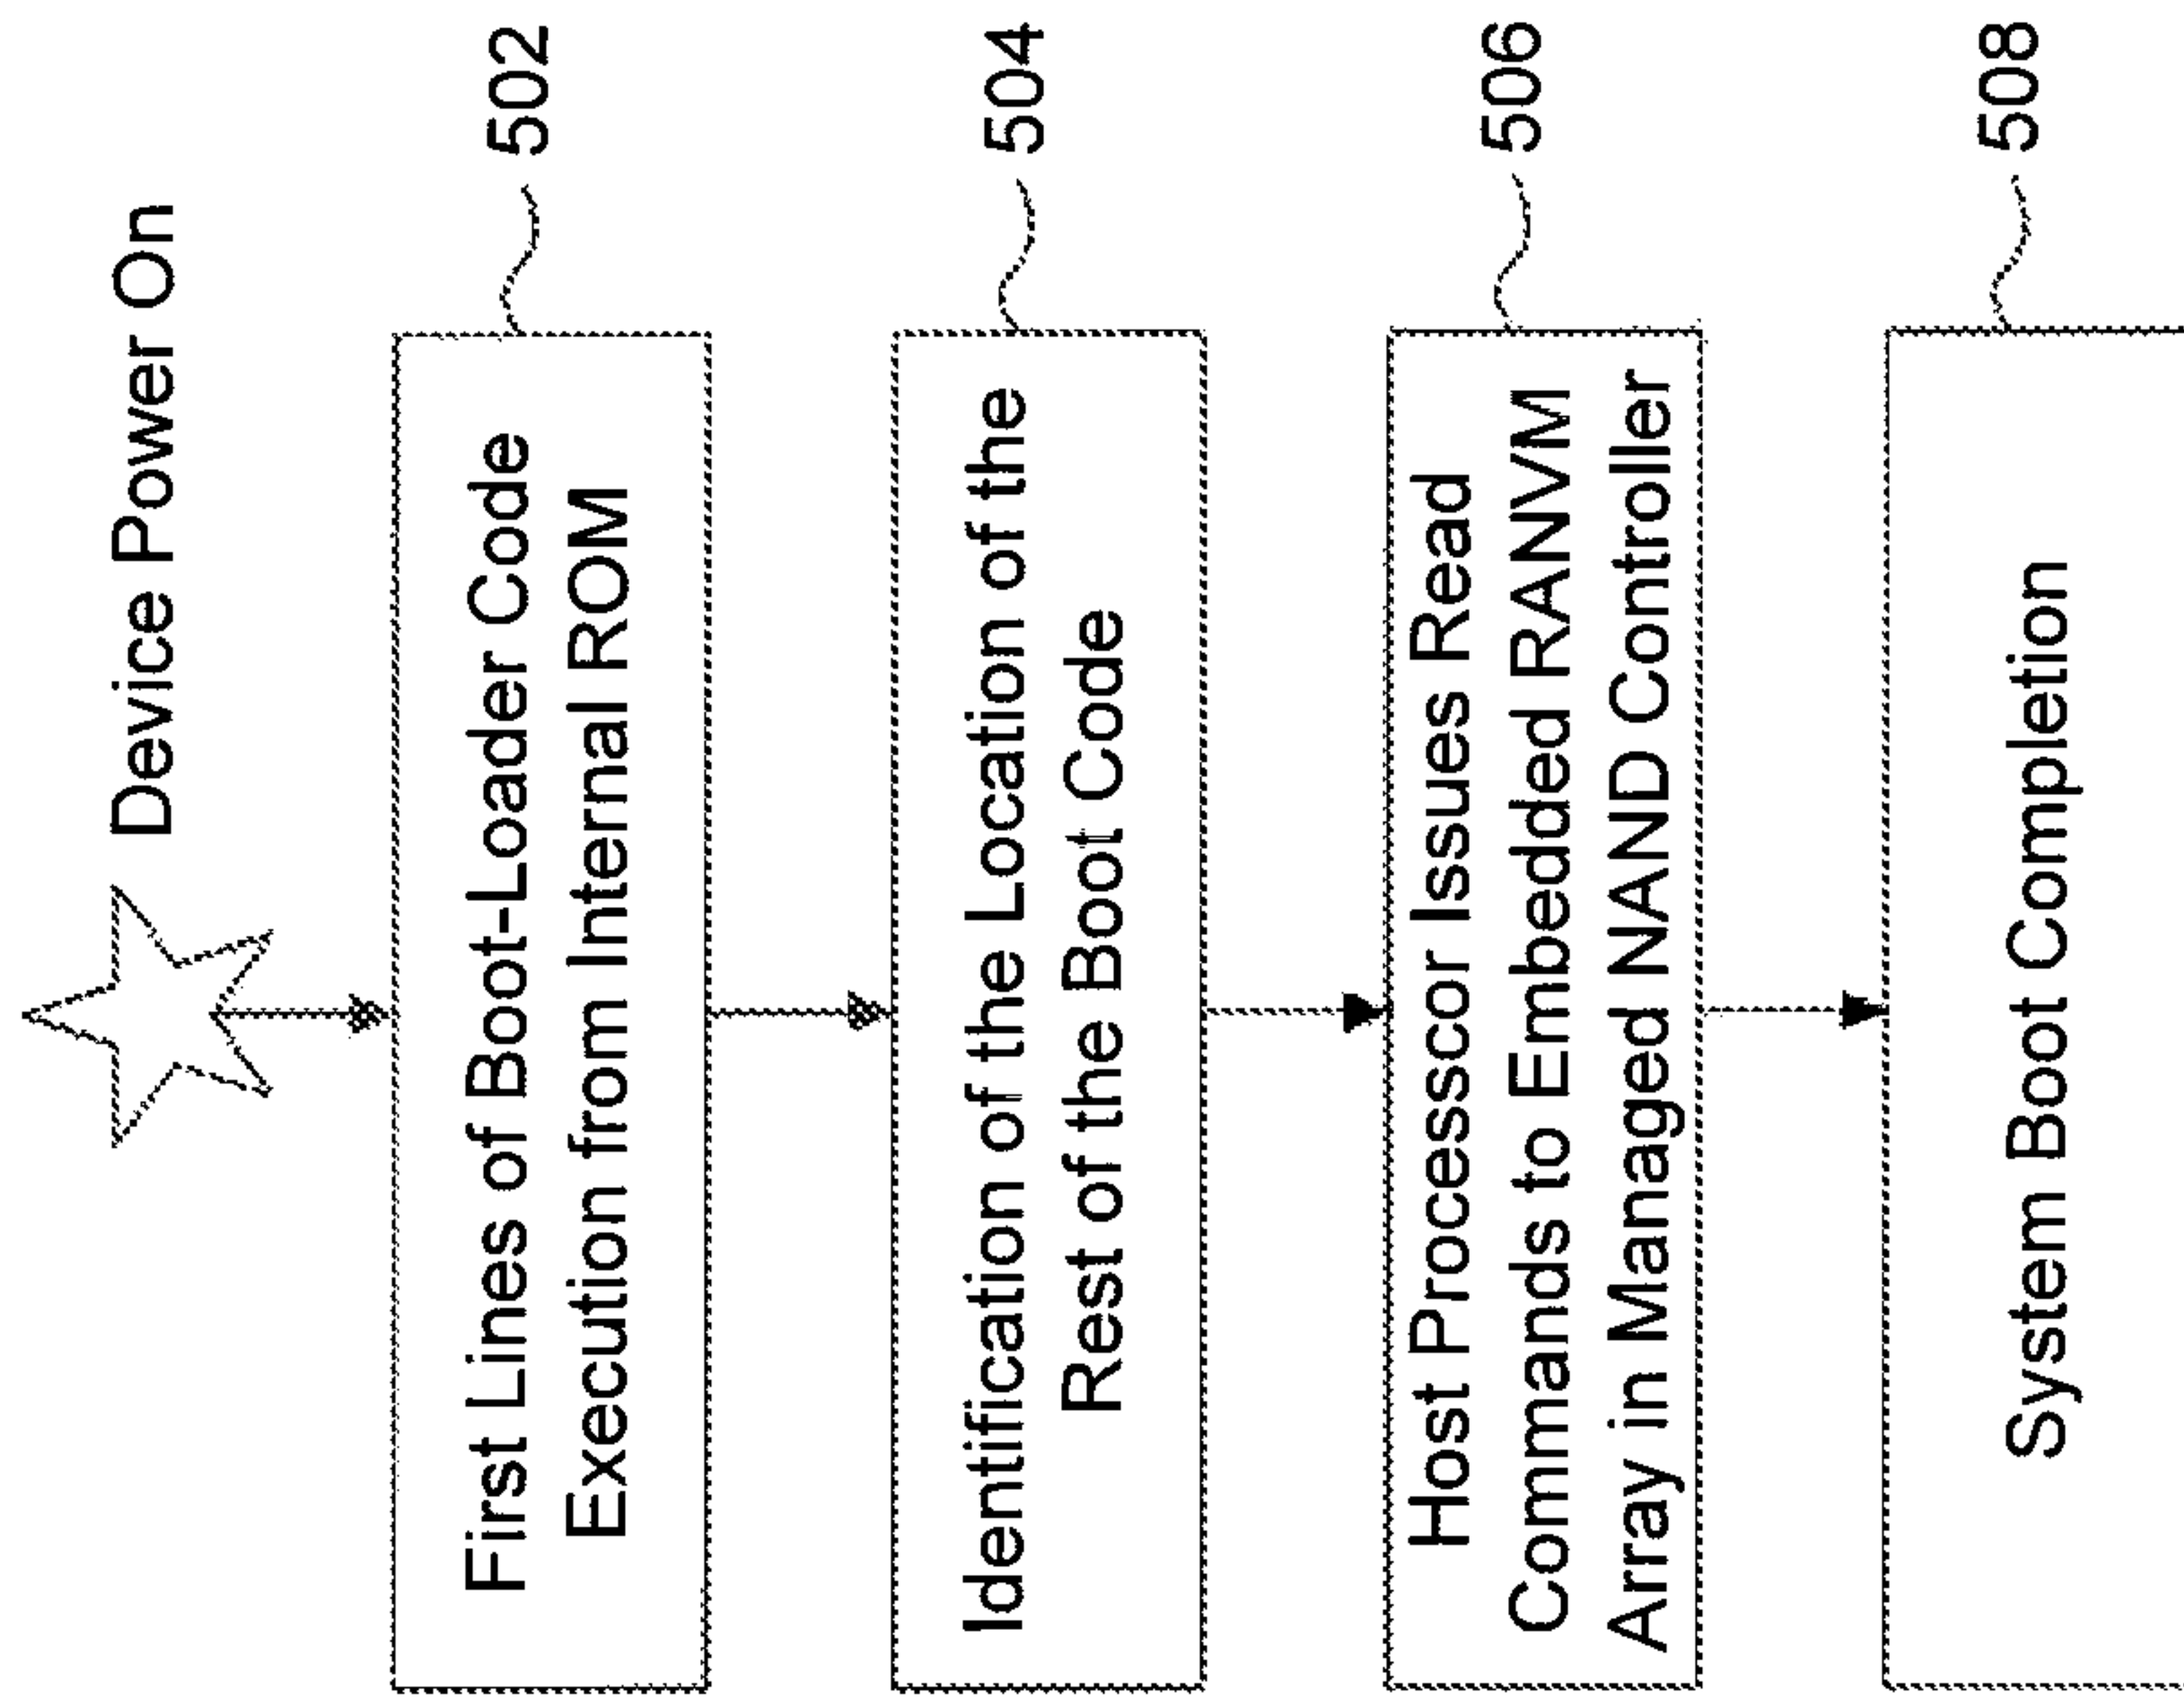 Device Power On
First Lines of Boot-Loader Code
Execution from Internal ROM
502
Identification of the Location of the
Rest of the Boot Code
504
Host Processor Issues Read
Commands to Embedded RANVM
Array in Managed NAND Controller
506
System Boot Completion
508